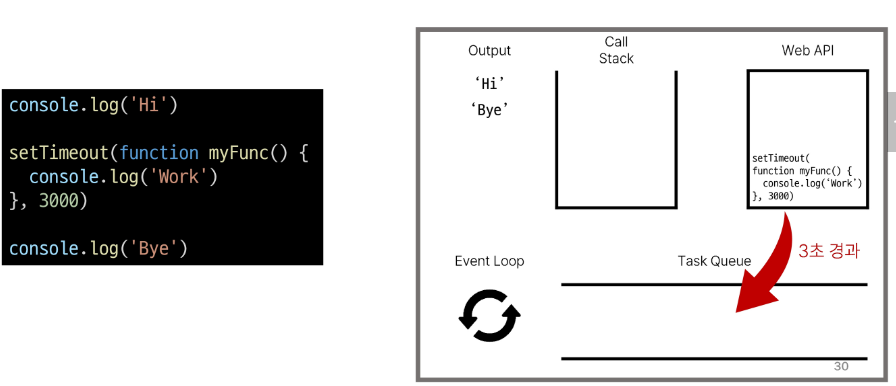 console.log('Hi')
setTimeout(function myFunc() {
  console.log('Work')
}, 3000)
console.log('Bye')
Output
'Hi'
'Bye'
Call
Stack
Web API
setTimeout(
function myFunc() {
  console.log('Work')
}, 3000)
3초 경과
Event Loop
Task Queue
30